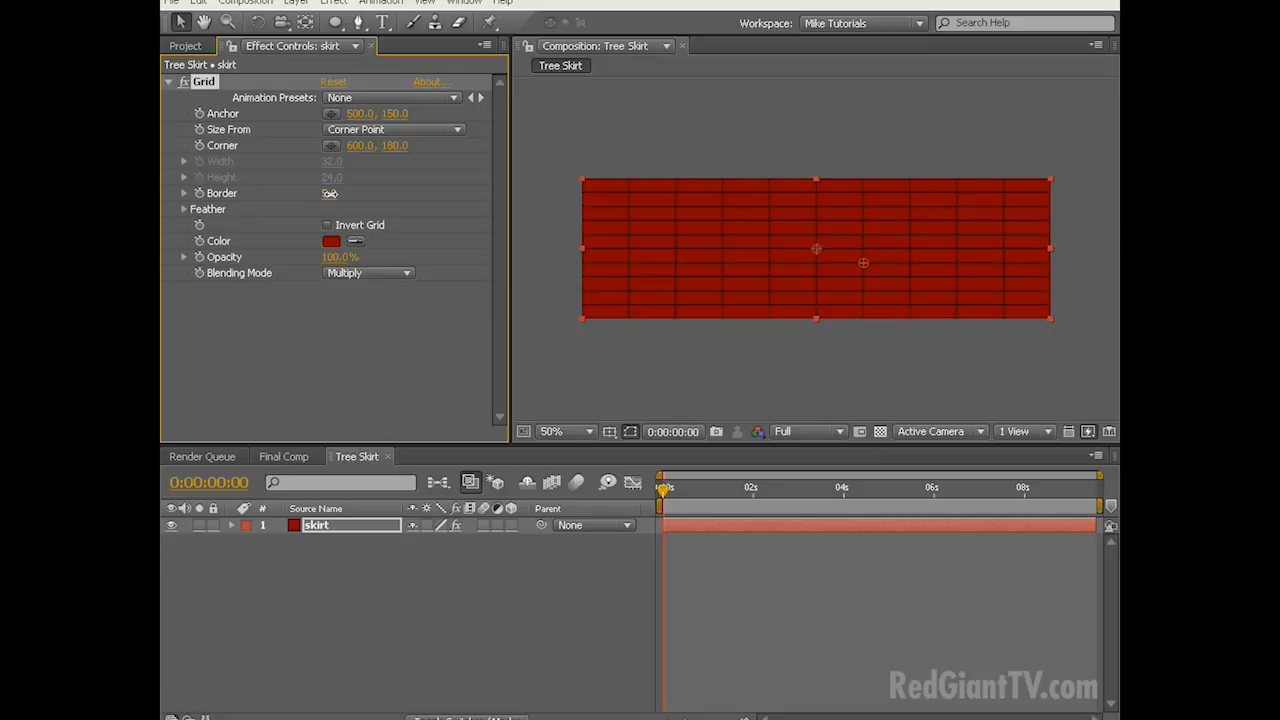 File Edit Composition Layer Effect Animation View Window Help
Workspace: Mike Tutorials Search Help
Project Effect Controls: skirt
Composition: Tree Skirt
Tree Skirt • skirt
Tree Skirt
fx Grid Reset About...
Animation Presets: None
Anchor 500.0, 150.0
Size From Corner Point
Corner 600.0, 180.0
Width 32.0
Height 24.0
Border
Feather
Invert Grid
Color
Opacity 100.0%
Blending Mode Multiply
50% 0:00:00:00 Full Active Camera 1 View
Render Queue Final Comp Tree Skirt
0:00:00:00
02s 04s 06s 08s
# Source Name fx Parent
1 skirt fx None
RedGiantTV.com